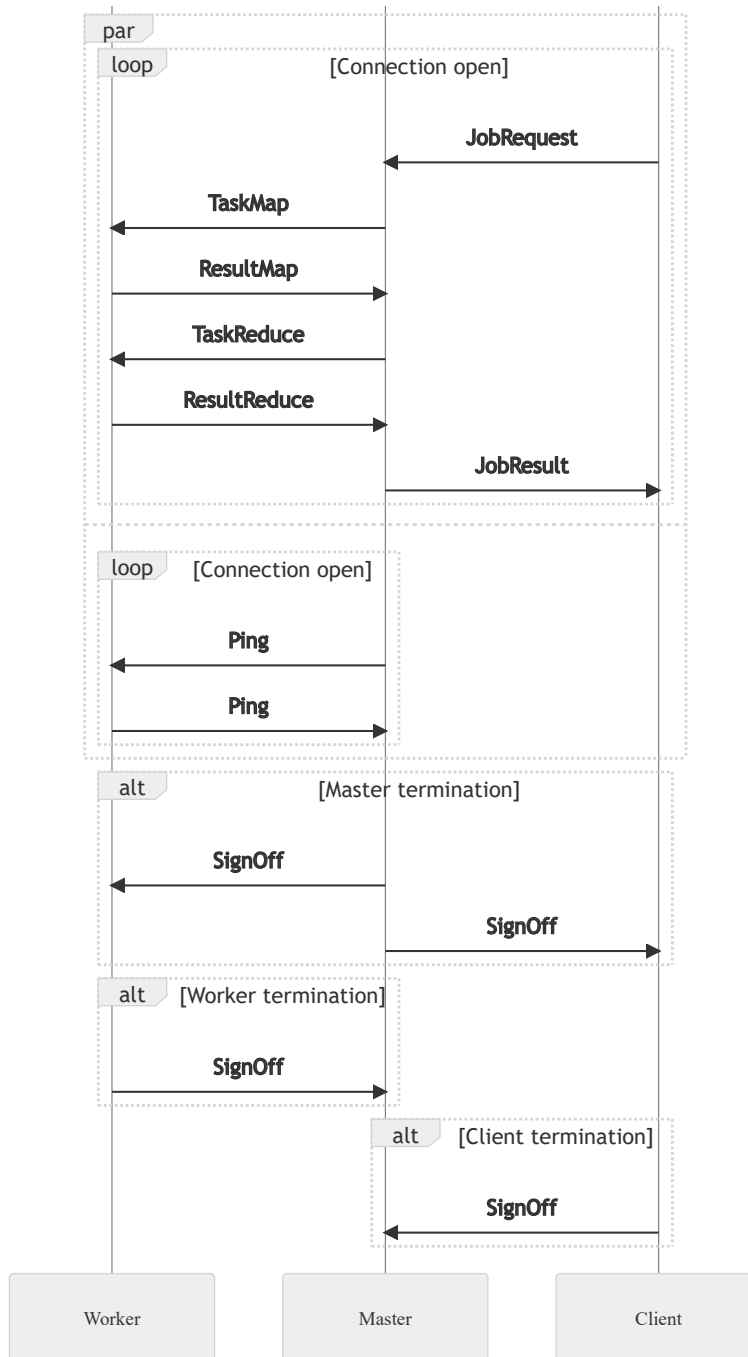 par
loop [Connection open]
JobRequest
TaskMap
ResultMap
TaskReduce
ResultReduce
JobResult
loop [Connection open]
Ping
Ping
alt [Master termination]
SignOff
SignOff
alt [Worker termination]
SignOff
alt [Client termination]
SignOff
Worker Master Client